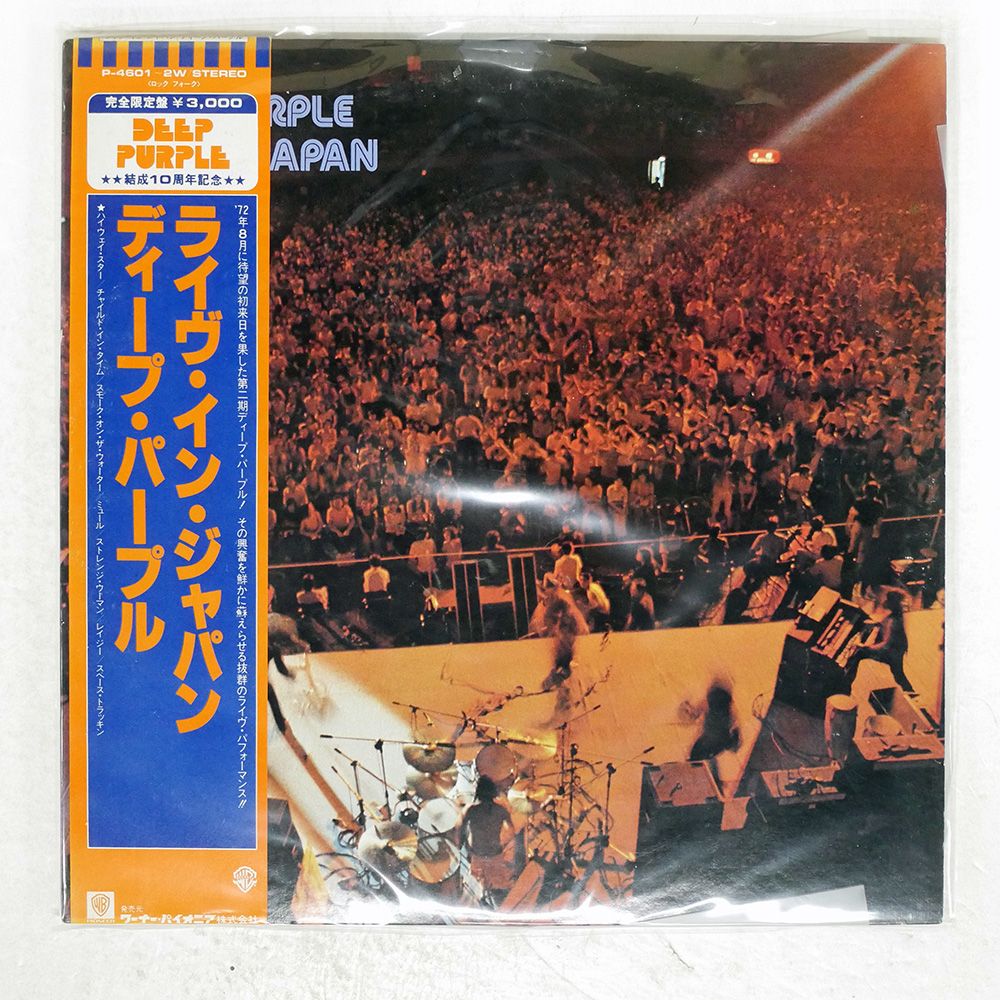 P-4601~2W STEREO
(ロック フォーク)
完全限定盤 ¥3,000
DEEP
PURPLE
★★結成10周年記念★★
RPLE
APAN
'72年8月に待望の初来日を果した第二期ディープ・パープル! その興奮を鮮かに蘇えらせる抜群のライヴ・パフォーマンス!!
ライヴ・イン・ジャパン
ディープ・パープル
★ハイウェイ・スター/チャイルド・イン・タイム/スモーク・オン・ザ・ウォーター/ミュール/ストレンジ・ウーマン/レイジー/スペース・トラッキン
発売元
ワーナー・パイオニア株式会社